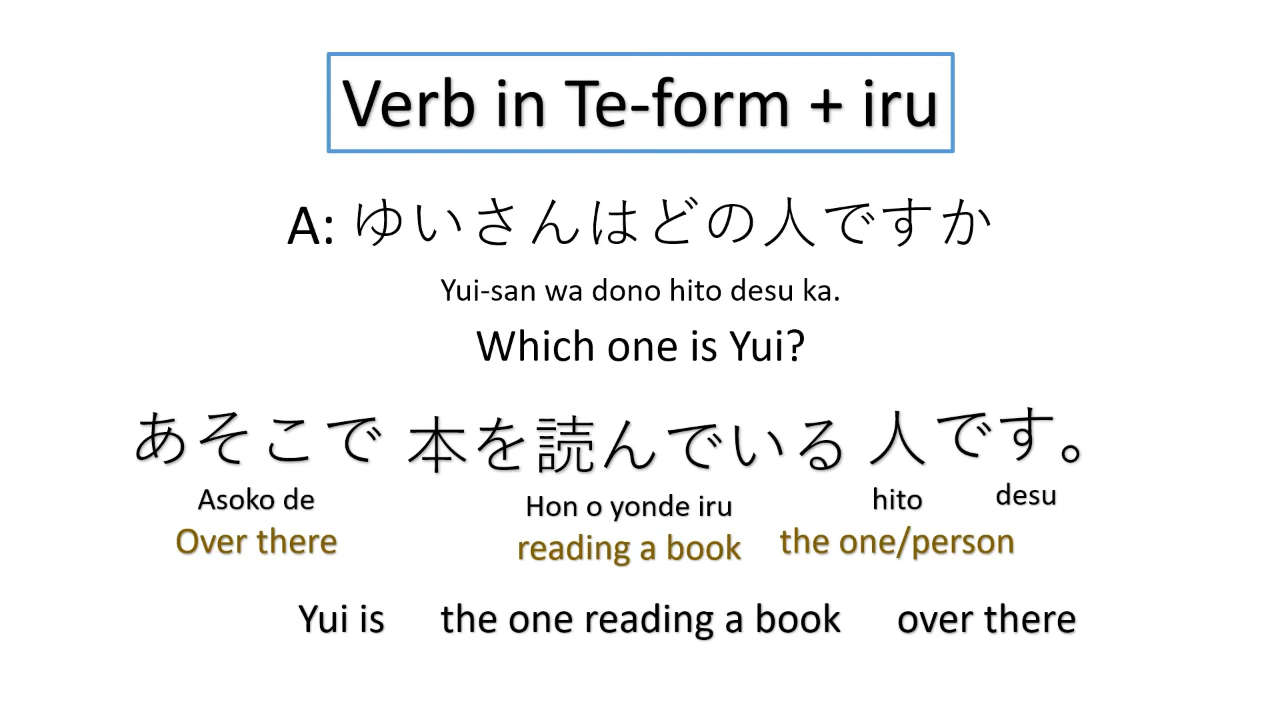 Verb in Te-form + iru
A: ゆいさんはどの人ですか
Yui-san wa dono hito desu ka.
Which one is Yui?
あそこで 本を読んでいる 人です。
Asoko de Hon o yonde iru hito desu
Over there reading a book the one/person
Yui is the one reading a book over there